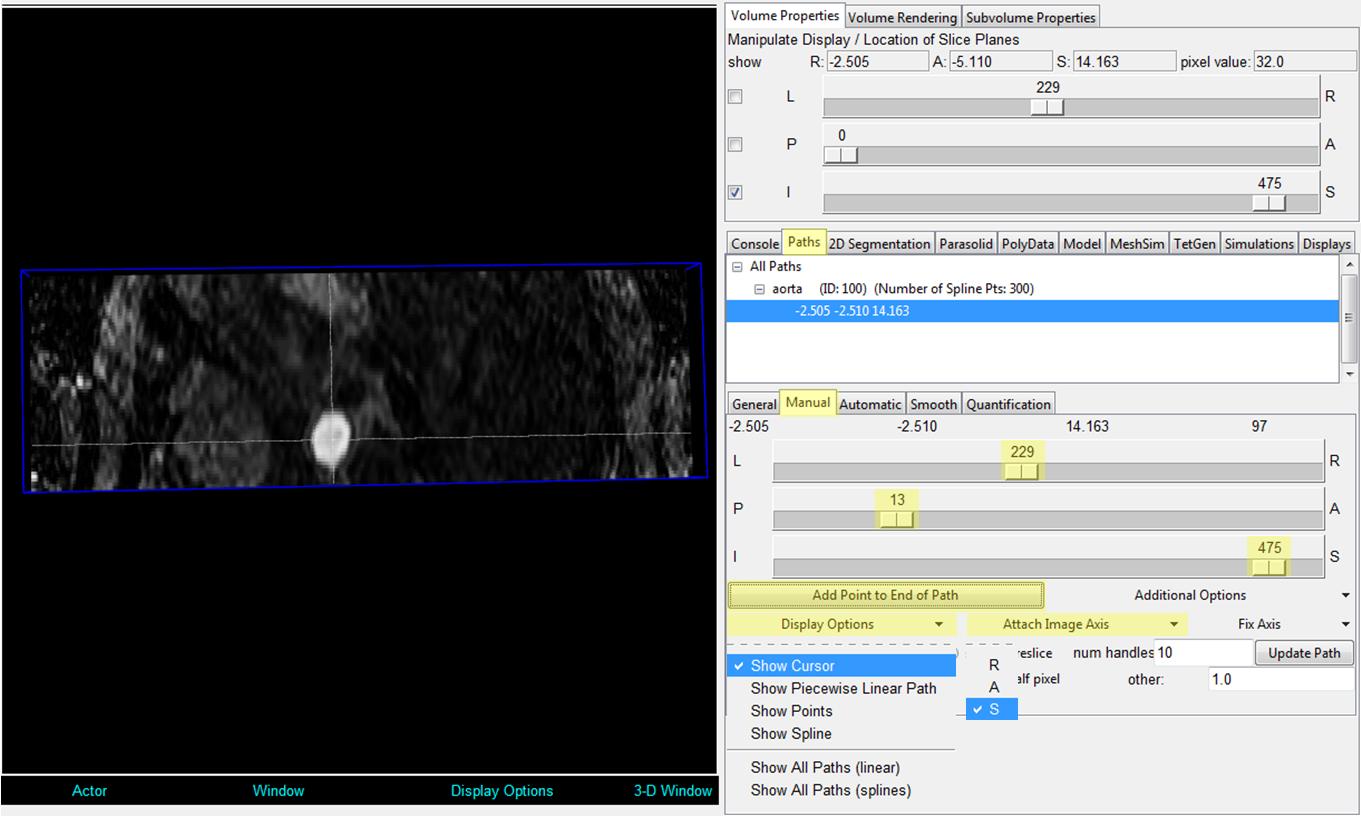 Volume Properties Volume Rendering Subvolume Properties
Manipulate Display / Location of Slice Planes
show R: -2.505 A: -5.110 S: 14.163 pixel value: 32.0
229
L R
0
P A
475
I S
Console Paths 2D Segmentation Parasolid PolyData Model MeshSim TetGen Simulations Displays
All Paths
aorta (ID: 100) (Number of Spline Pts: 300)
-2.505 -2.510 14.163
General Manual Automatic Smooth Quantification
-2.505 -2.510 14.163 97
229
L R
13
P A
475
I S
Add Point to End of Path Additional Options
Display Options Attach Image Axis Fix Axis
reslice num handles 10 Update Path
Show Cursor R
alf pixel other: 1.0
Show Piecewise Linear Path A
Show Points S
Show Spline
Show All Paths (linear)
Show All Paths (splines)
Actor Window Display Options 3-D Window